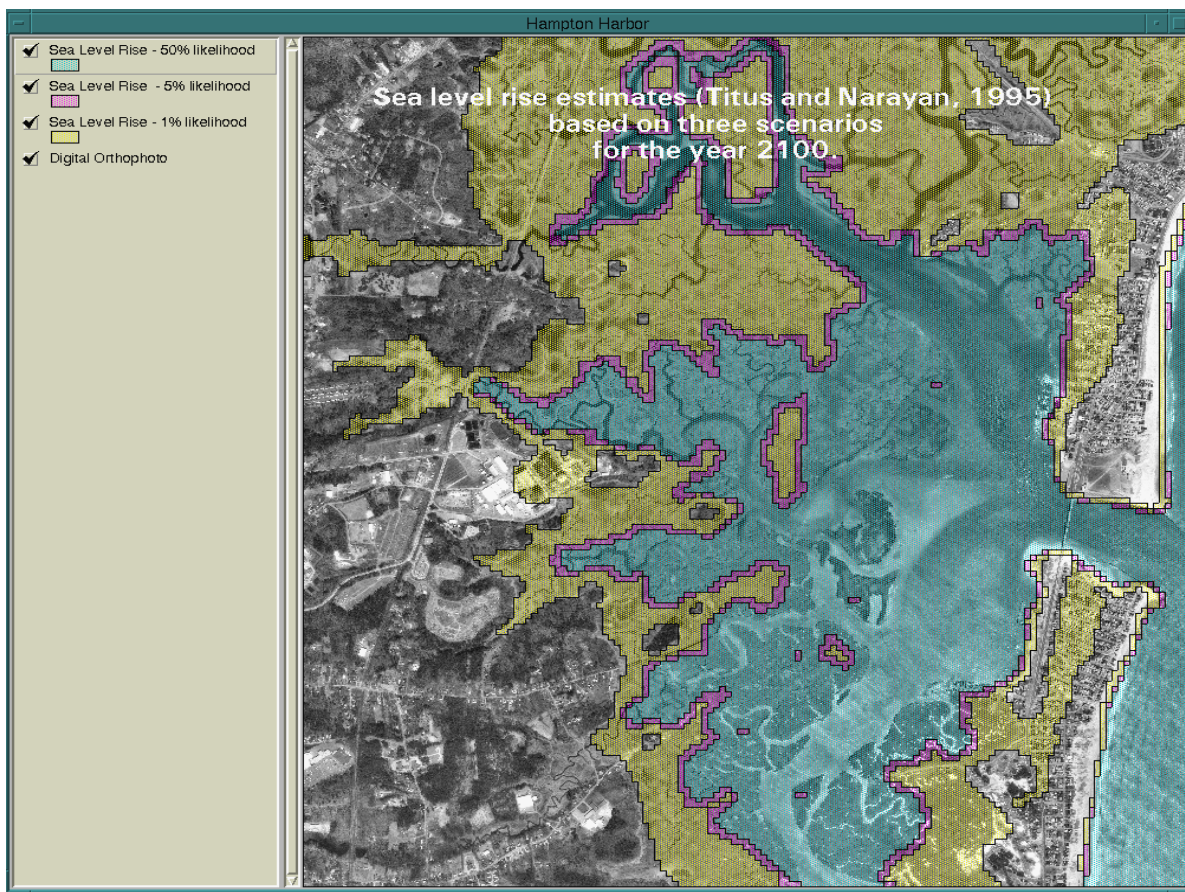 Hampton Harbor
Sea Level Rise - 50% likelihood
Sea Level Rise - 5% likelihood
Sea Level Rise - 1% likelihood
Digital Orthophoto
Sea level rise estimates (Titus and Narayan, 1995)
based on three scenarios
for the year 2100.